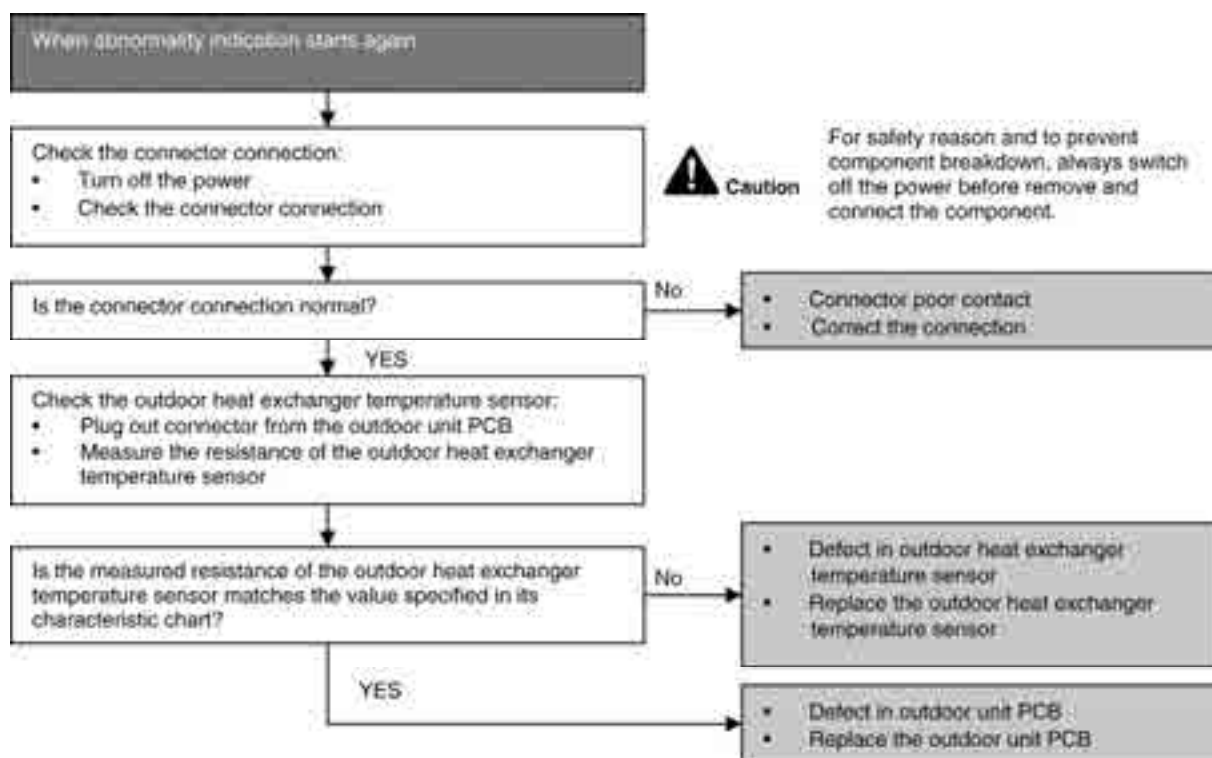 When abnormality indication starts again
Check the connector connection:
• Turn off the power
• Check the connector connection
Caution
For safety reason and to prevent
component breakdown, always switch
off the power before remove and
connect the component.
Is the connector connection normal?
No
• Connector poor contact
• Correct the connection
YES
Check the outdoor heat exchanger temperature sensor:
• Plug out connector from the outdoor unit PCB
• Measure the resistance of the outdoor heat exchanger
temperature sensor
Is the measured resistance of the outdoor heat exchanger
temperature sensor matches the value specified in its
characteristic chart?
No
• Defect in outdoor heat exchanger
temperature sensor
• Replace the outdoor heat exchanger
temperature sensor
YES
• Defect in outdoor unit PCB
• Replace the outdoor unit PCB